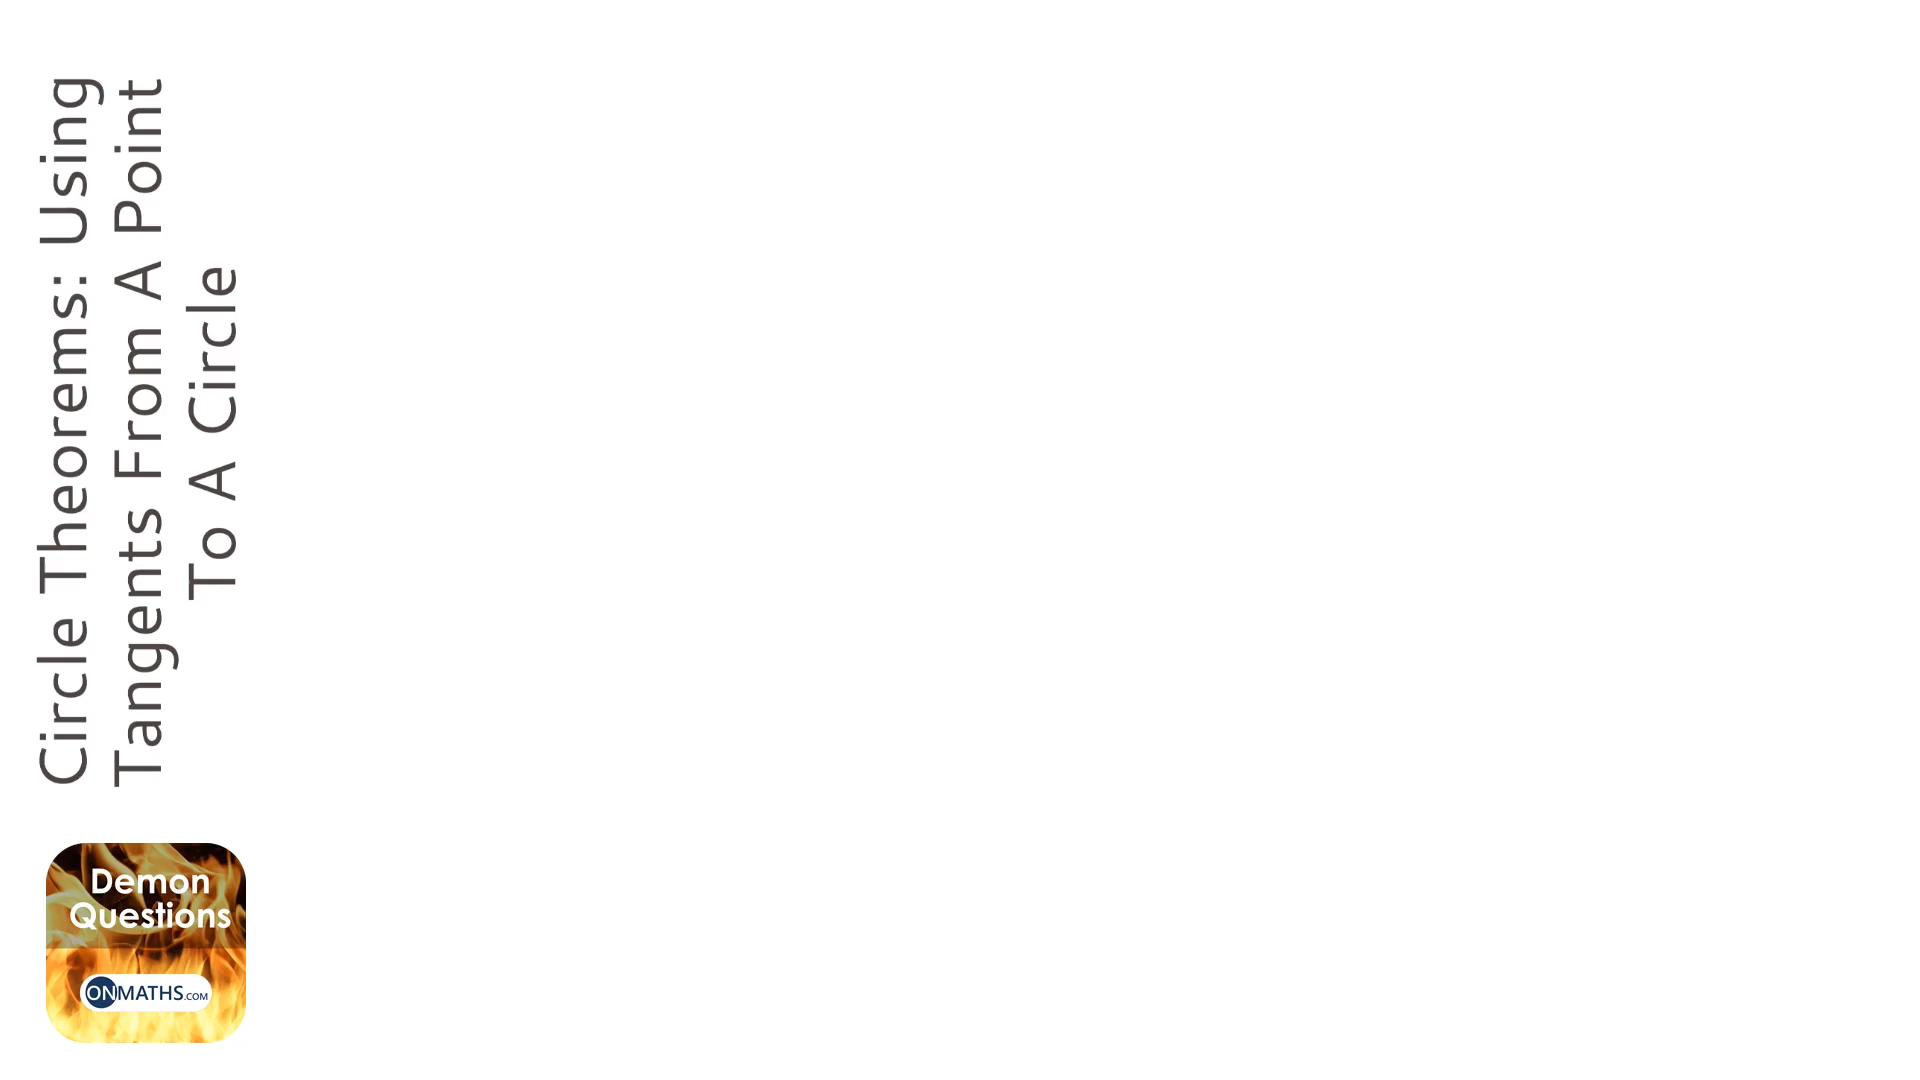 Circle Theorems: Using
Tangents From A Point
To A Circle
Demon
Questions
ONMATHS.COM